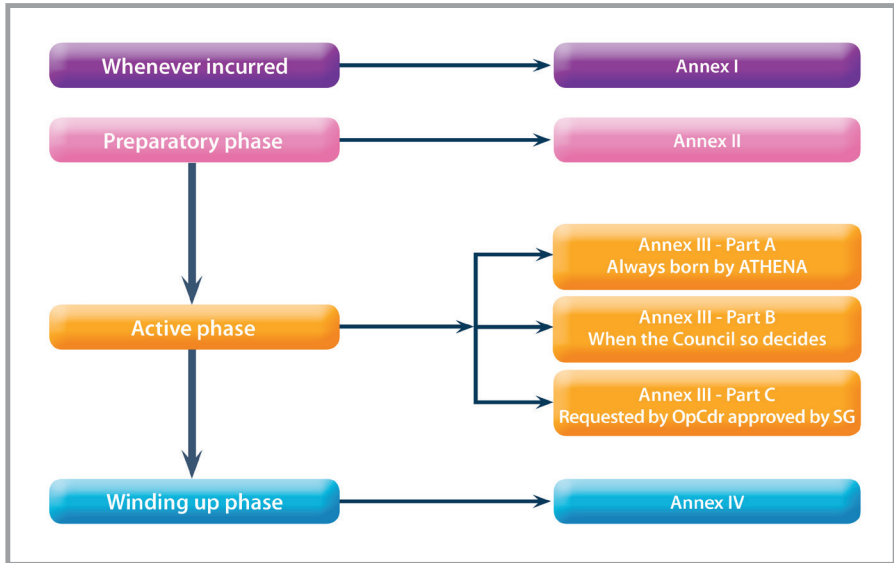 Whenever incurred
Annex I
Preparatory phase
Annex II
Annex III - Part A
Always born by ATHENA
Active phase
Annex III - Part B
When the Council so decides
Annex III - Part C
Requested by OpCdr approved by SG
Winding up phase
Annex IV